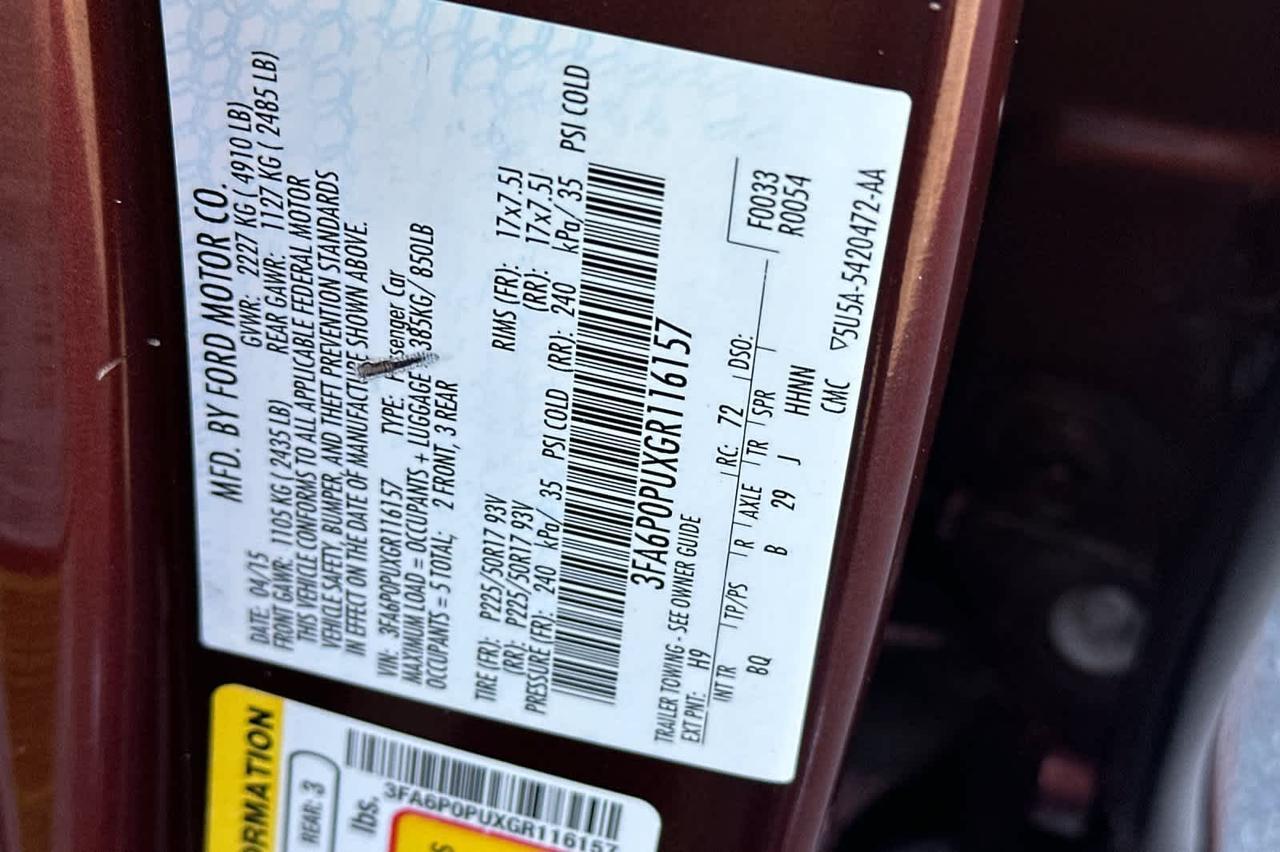 MFD. BY FORD MOTOR CO.
DATE: 04/15 GVWR: 2227 KG ( 4910 LB)
FRONT GAWR: 1105 KG ( 2435 LB) REAR GAWR: 1127 KG ( 2485 LB)
THIS VEHICLE CONFORMS TO ALL APPLICABLE FEDERAL MOTOR
VEHICLE SAFETY, BUMPER, AND THEFT PREVENTION STANDARDS
IN EFFECT ON THE DATE OF MANUFACTURE SHOWN ABOVE.
VIN: 3FA6P0PUXGR116157 TYPE: Passenger Car
MAXIMUM LOAD = OCCUPANTS + LUGGAGE 385KG/850LB
OCCUPANTS = 5 TOTAL; 2 FRONT, 3 REAR
TIRE (FR): P225/50R17 93V RIMS (FR): 17x7.5J
(RR): P225/50R17 93V (RR): 17x7.5J
PRESSURE (FR): 240 kPa/ 35 PSI COLD (RR): 240 kPa/ 35 PSI COLD
3FA6P0PUXGR116157
TRAILER TOWING - SEE OWNER GUIDE
EXT PNT: H9 RC: 72 DSO:
F0033
R0054
INT TR TP/PS R AXLE TR SPR
BQ B 29 J HHNN
CMC ▽5U5A-5420472-AA
ORMATION
REAR: 3
lbs.
3FA6P0PUXGR116157